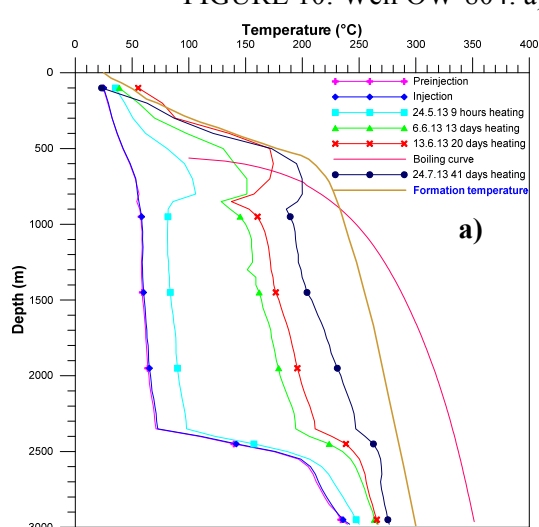 FIGURE 10: Well OW-804. a)
Temperature (°C)
0 50 100 150 200 250 300 350 400
0
500
1000
1500
2000
2500
3000
Depth (m)
Preinjection
Injection
24.5.13 9 hours heating
6.6.13 13 days heating
13.6.13 20 days heating
Boiling curve
24.7.13 41 days heating
Formation temperature
a)